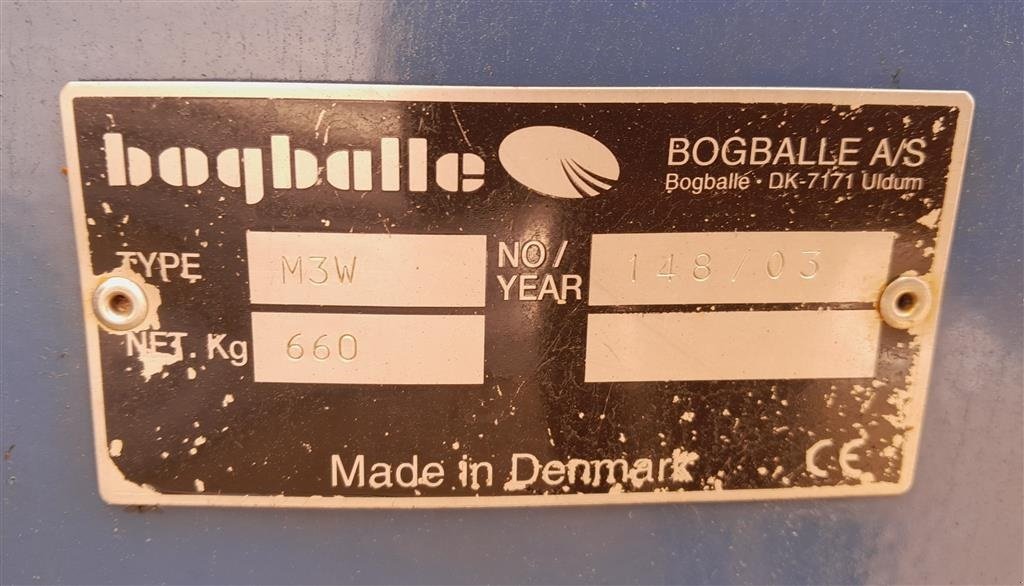 bogballe
BOGBALLE A/S
Bogballe · DK-7171 Uldum
TYPE M3W NO/YEAR 148/03
NET. Kg 660
Made in Denmark CE